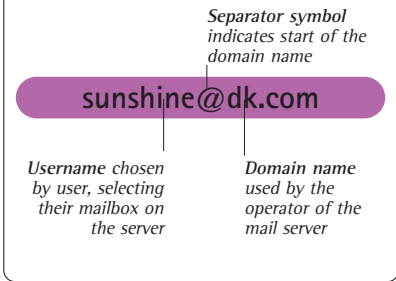 Separator symbol
indicates start of the
domain name
sunshine@dk.com
Username chosen
by user, selecting
their mailbox on
the server
Domain name
used by the
operator of the
mail server